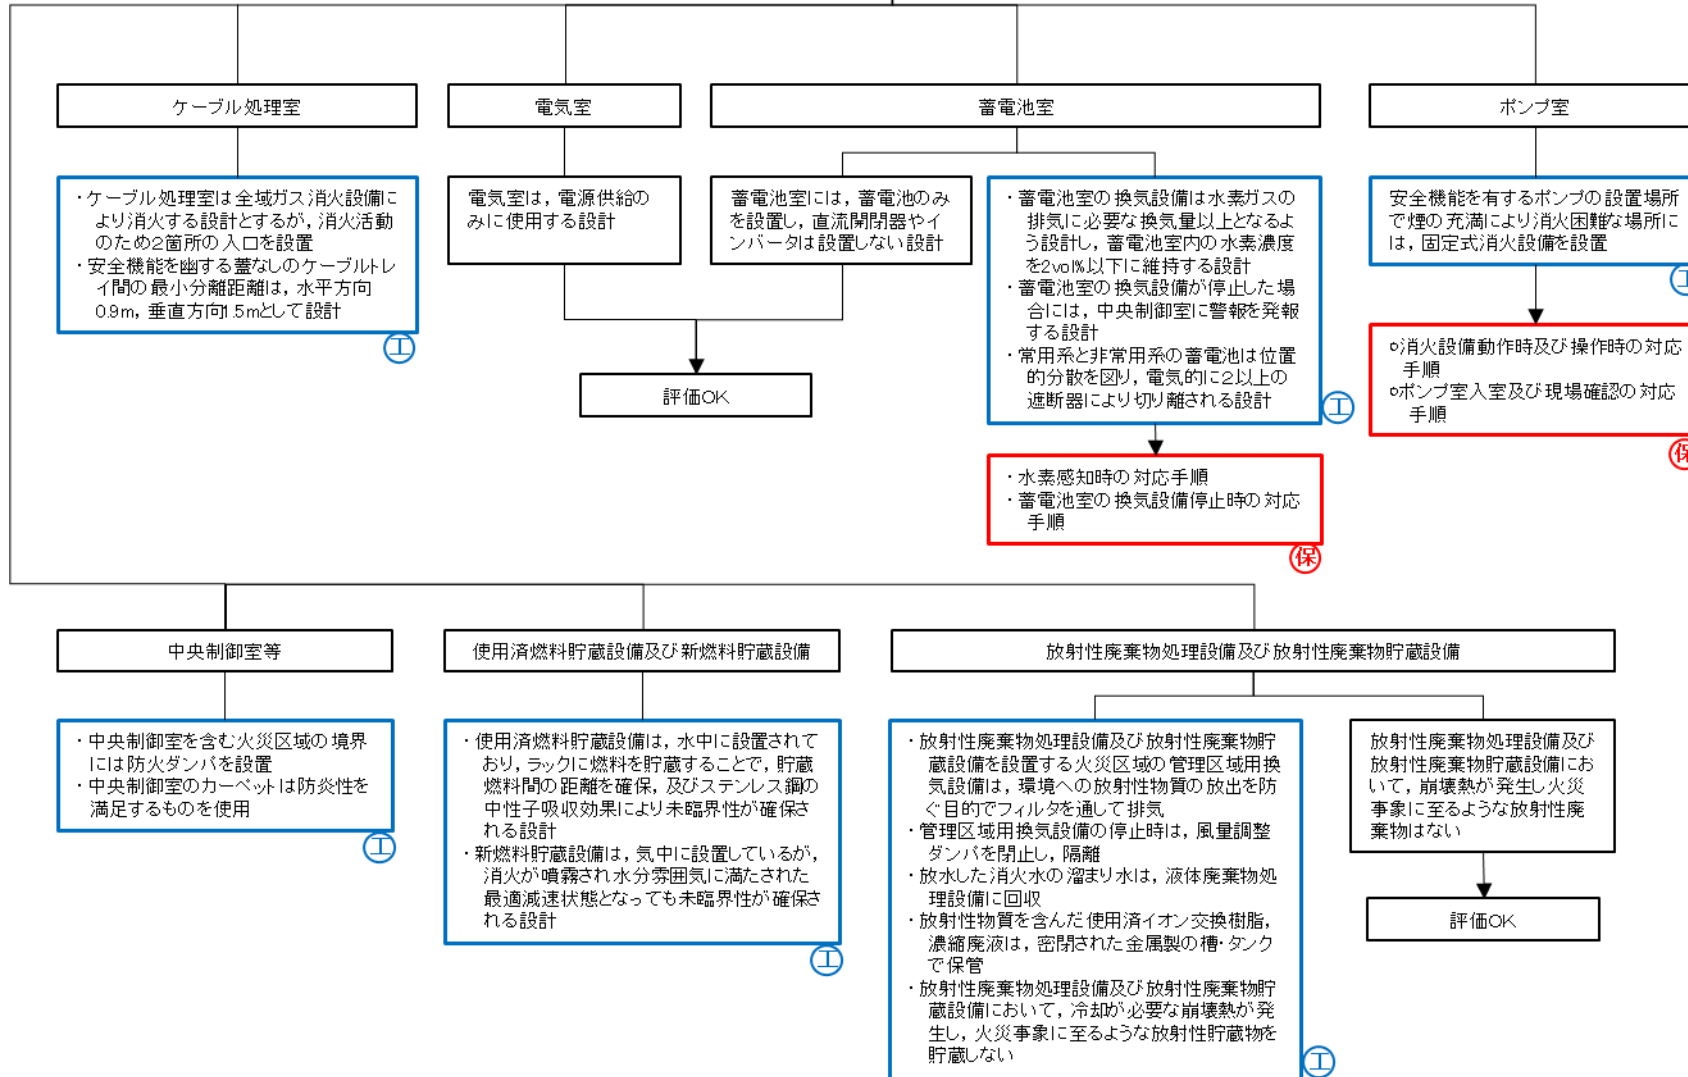 ケーブル処理室
・ケーブル処理室は全域ガス消火設備に
より消火する設計とするが，消火活動
のため2箇所の入口を設置
・安全機能を幽する蓋なしのケーブルトレ
イ間の最小分離距離は，水平方向
0.9m，垂直方向1.5mとして設計
工
電気室
電気室は，電源供給の
みに使用する設計
蓄電池室
蓄電池室には，蓄電池のみ
を設置し，直流開閉器やイ
ンバータは設置しない設計
評価OK
・蓄電池室の換気設備は水素ガスの
排気に必要な換気量以上となるよ
う設計し，蓄電池室内の水素濃度
を2vol%以下に維持する設計
・蓄電池室の換気設備が停止した場
合には，中央制御室に警報を発報
する設計
・常用系と非常用系の蓄電池は位置
的分散を図り，電気的に2以上の
遮断器により切り離される設計
工
・水素感知時の対応手順
・蓄電池室の換気設備停止時の対応
手順
保
ポンプ室
安全機能を有するポンプの設置場所
で煙の充満により消火困難な場所に
は，固定式消火設備を設置
工
○消火設備動作時及び操作時の対応
手順
○ポンプ室入室及び現場確認の対応
手順
保
中央制御室等
・中央制御室を含む火災区域の境界
には防火ダンパを設置
・中央制御室のカーペットは防炎性を
満足するものを使用
工
使用済燃料貯蔵設備及び新燃料貯蔵設備
・使用済燃料貯蔵設備は，水中に設置されて
おり，ラックに燃料を貯蔵することで，貯蔵
燃料間の距離を確保，及びステンレス鋼の
中性子吸収効果により未臨界性が確保さ
れる設計
・新燃料貯蔵設備は，気中に設置しているが，
消火が噴霧され水分雰囲気に満たされた
最適減速状態となっても未臨界性が確保さ
れる設計
工
放射性廃棄物処理設備及び放射性廃棄物貯蔵設備
・放射性廃棄物処理設備及び放射性廃棄物貯
蔵設備を設置する火災区域の管理区域用換
気設備は，環境への放射性物質の放出を防
ぐ目的でフィルタを通して排気
・管理区域用換気設備の停止時は，風量調整
ダンパを閉止し，隔離
・放水した消火水の溜まり水は，液体廃棄物処
理設備に回収
・放射性物質を含んだ使用済イオン交換樹脂，
濃縮廃液は，密閉された金属製の槽・タンク
で保管
・放射性廃棄物処理設備及び放射性廃棄物貯
蔵設備において，冷却が必要な崩壊熱が発
生し，火災事象に至るような放射性貯蔵物を
貯蔵しない
工
放射性廃棄物処理設備及び
放射性廃棄物貯蔵設備にお
いて，崩壊熱が発生し火災
事象に至るような放射性廃
棄物はない
評価OK